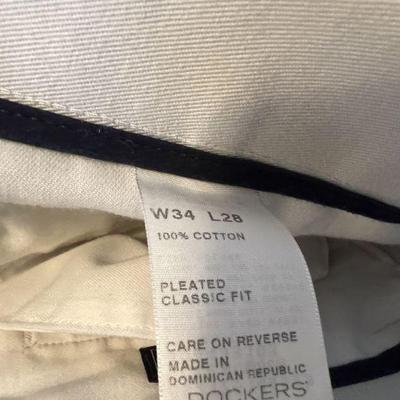 W34 L28
100% COTTON
PLEATED
CLASSIC FIT
CARE ON REVERSE
MADE IN
DOMINICAN REPUBLIC
DOCKERS®